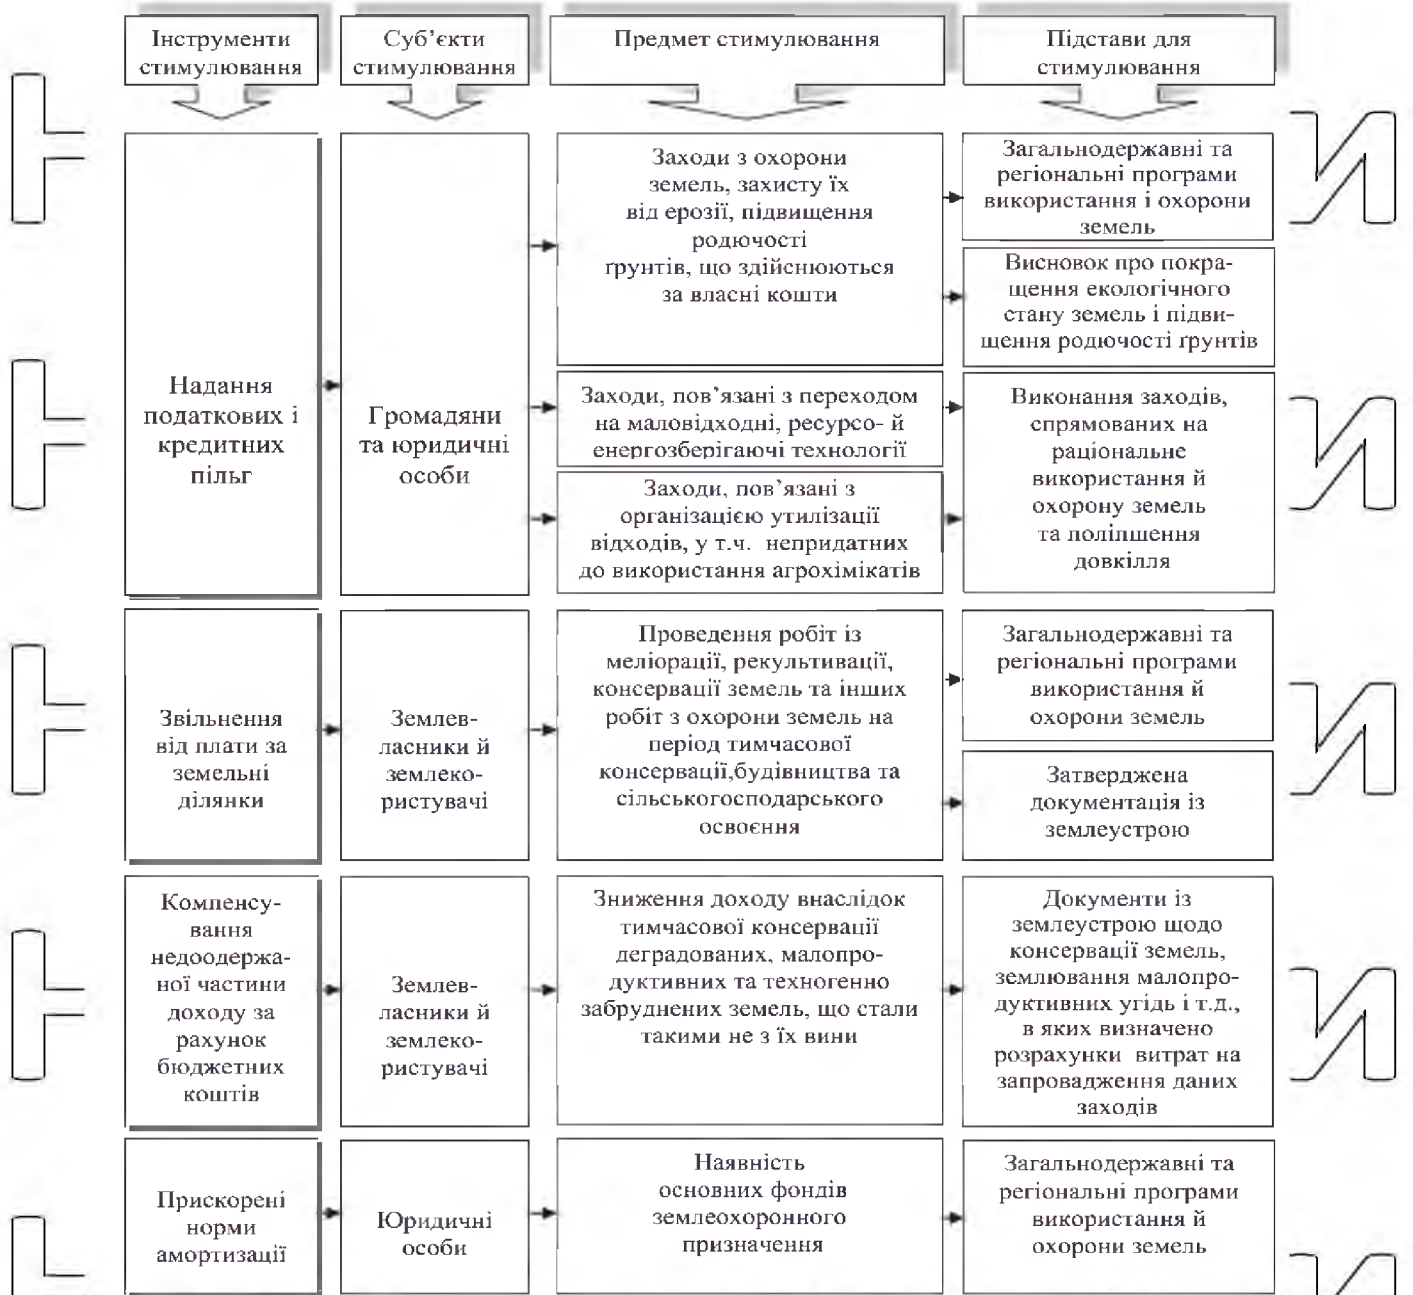 Інструменти
стимулювання
Суб’єкти
стимулювання
Предмет стимулювання
Підстави для
стимулювання
Надання
податкових і
кредитних
пільг
Громадяни
та юридичні
особи
Заходи з охорони
земель, захисту їх
від ерозії, підвищення
родючості
ґрунтів, що здійснюються
за власні кошти
Загальнодержавні та
регіональні програми
використання і охорони
земель
Висновок про покра-
щення екологічного
стану земель і підви-
щення родючості ґрунтів
Заходи, пов’язані з переходом
на маловідходні, ресурсо- й
енергозберігаючі технології
Заходи, пов’язані з
організацією утилізації
відходів, у т.ч. непридатних
до використання агрохімікатів
Виконання заходів,
спрямованих на
раціональне
використання й
охорону земель
та поліпшення
довкілля
Звільнення
від плати за
земельні
ділянки
Землев-
ласники й
землеко-
ристувачі
Проведення робіт із
меліорації, рекультивації,
консервації земель та інших
робіт з охорони земель на
період тимчасової
консервації,будівництва та
сільськогосподарського
освоєння
Загальнодержавні та
регіональні програми
використання й
охорони земель
Затверджена
документація із
землеустрою
Компенсу-
вання
недоодержа-
ної частини
доходу за
рахунок
бюджетних
коштів
Землев-
ласники й
землеко-
ристувачі
Зниження доходу внаслідок
тимчасової консервації
деградованих, малопро-
дуктивних та техногенно
забруднених земель, що стали
такими не з їх вини
Документи із
землеустрою щодо
консервації земель,
землювання малопро-
дуктивних угідь і т.д.,
в яких визначено
розрахунки витрат на
запровадження даних
заходів
Прискорені
норми
амортизації
Юридичні
особи
Наявність
основних фондів
землеохоронного
призначення
Загальнодержавні та
регіональні програми
використання й
охорони земель